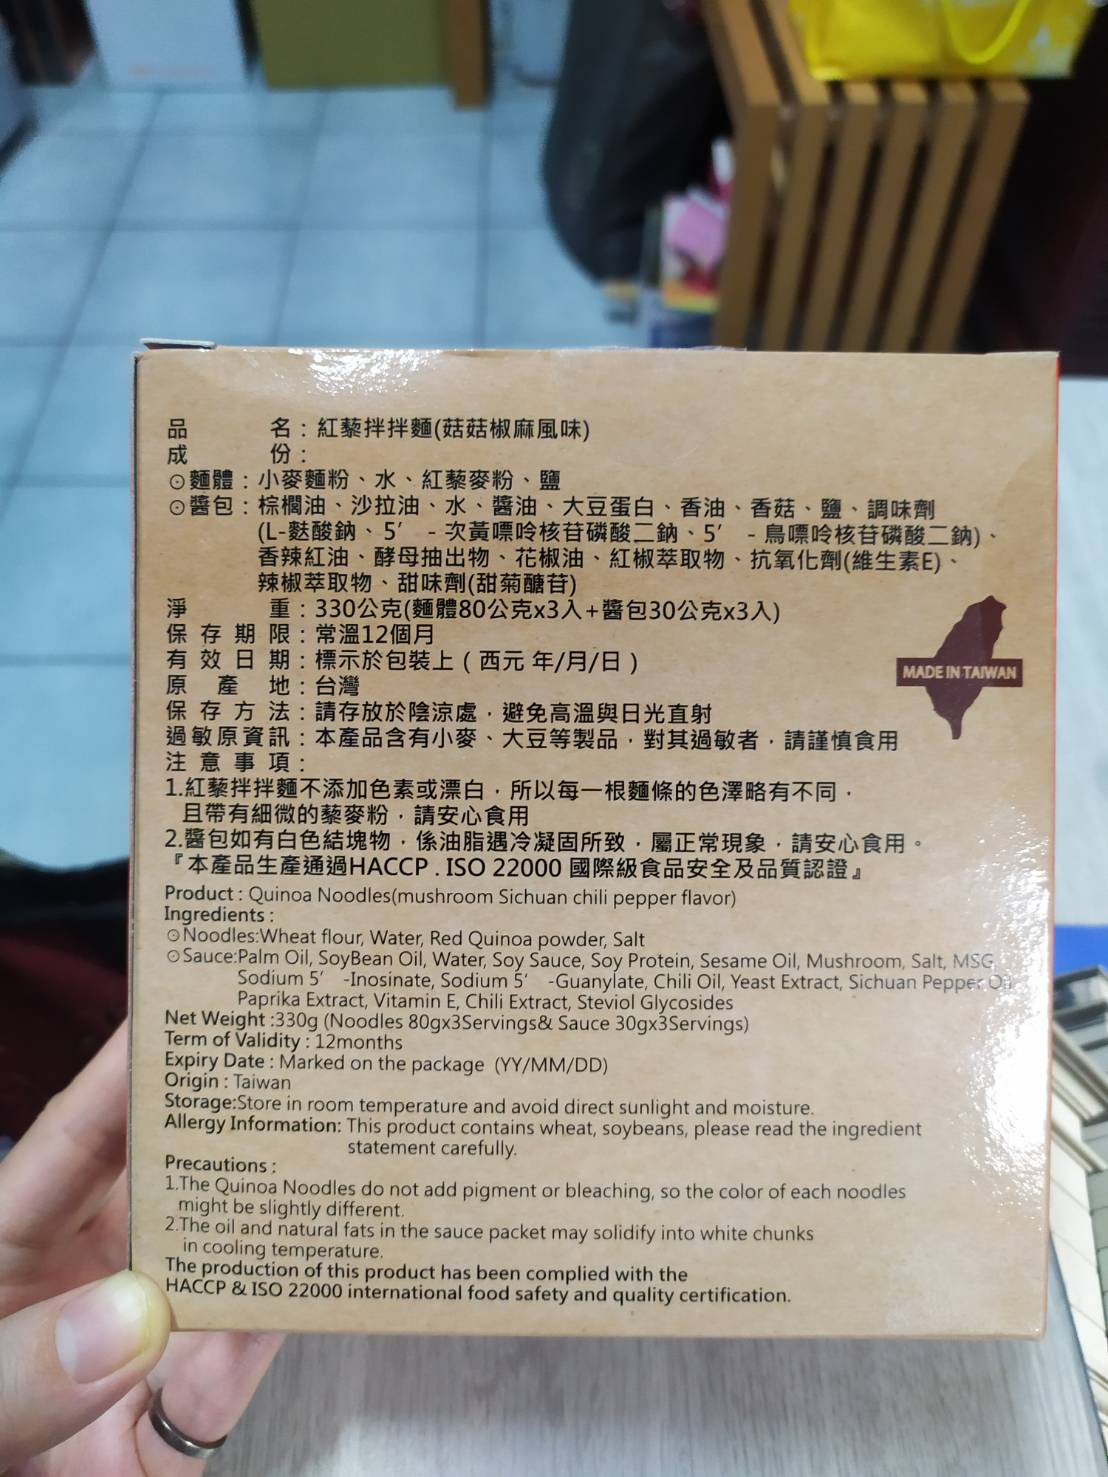 品 名：紅藜拌拌麵(菇菇椒麻風味)
成 份：
⊙麵體：小麥麵粉、水、紅藜麥粉、鹽
⊙醬包：棕櫚油、沙拉油、水、醬油、大豆蛋白、香油、香菇、鹽、調味劑
(L-麩酸鈉、5′ -次黃嘌呤核苷磷酸二鈉、5′ -鳥嘌呤核苷磷酸二鈉)、
香辣紅油、酵母抽出物、花椒油、紅椒萃取物、抗氧化劑(維生素E)、
辣椒萃取物、甜味劑(甜菊醣苷)
淨 重：330公克(麵體80公克x3入+醬包30公克x3入)
保 存 期 限：常溫12個月
有 效 日 期：標示於包裝上 ( 西元 年/月/日 )
原 產 地：台灣
MADE IN TAIWAN
保 存 方 法：請存放於陰涼處，避免高溫與日光直射
過敏原資訊：本產品含有小麥、大豆等製品，對其過敏者，請謹慎食用
注 意 事 項：
1.紅藜拌拌麵不添加色素或漂白，所以每一根麵條的色澤略有不同，
且帶有細微的藜麥粉，請安心食用
2.醬包如有白色結塊物，係油脂遇冷凝固所致，屬正常現象，請安心食用。
『本產品生產通過HACCP . ISO 22000 國際級食品安全及品質認證』
Product : Quinoa Noodles(mushroom Sichuan chili pepper flavor)
Ingredients :
⊙Noodles:Wheat flour, Water, Red Quinoa powder, Salt
⊙Sauce:Palm Oil, SoyBean Oil, Water, Soy Sauce, Soy Protein, Sesame Oil, Mushroom, Salt, MSG,
Sodium 5′ -Inosinate, Sodium 5′ -Guanylate, Chili Oil, Yeast Extract, Sichuan Pepper Oil,
Paprika Extract, Vitamin E, Chili Extract, Steviol Glycosides
Net Weight :330g (Noodles 80gx3Servings& Sauce 30gx3Servings)
Term of Validity : 12months
Expiry Date : Marked on the package (YY/MM/DD)
Origin : Taiwan
Storage:Store in room temperature and avoid direct sunlight and moisture.
Allergy Information: This product contains wheat, soybeans, please read the ingredient
statement carefully.
Precautions :
1.The Quinoa Noodles do not add pigment or bleaching, so the color of each noodles
might be slightly different.
2.The oil and natural fats in the sauce packet may solidify into white chunks
in cooling temperature.
The production of this product has been complied with the
HACCP & ISO 22000 international food safety and quality certification.